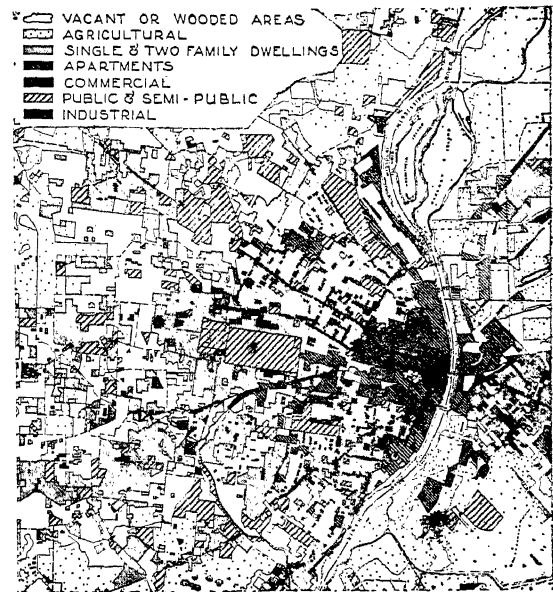 VACANT OR WOODED AREAS
AGRICULTURAL
SINGLE & TWO FAMILY DWELLINGS
APARTMENTS
COMMERCIAL
PUBLIC & SEMI-PUBLIC
INDUSTRIAL